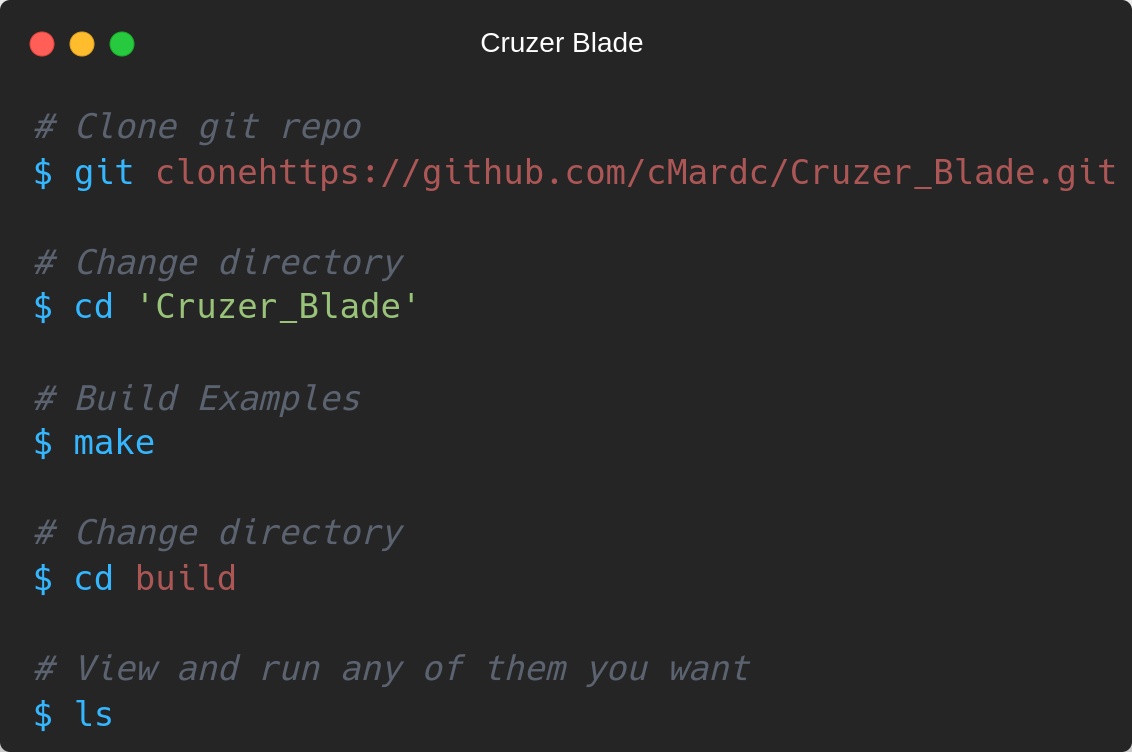 Cruzer Blade
# Clone git repo
$ git clonehttps://github.com/cMardc/Cruzer_Blade.git
# Change directory
$ cd 'Cruzer_Blade'
# Build Examples
$ make
# Change directory
$ cd build
# View and run any of them you want
$ ls